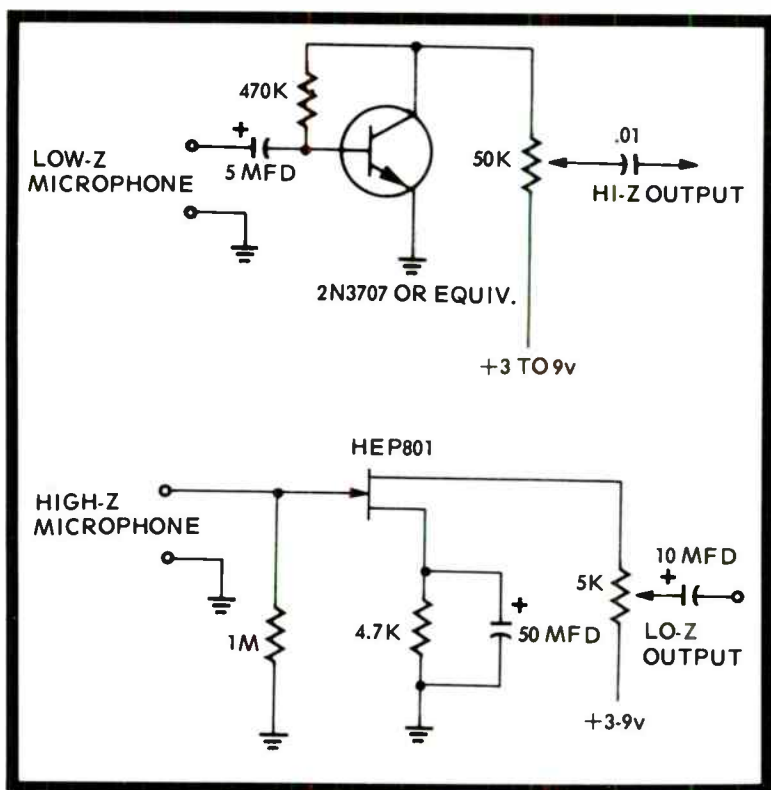 470K
+
LOW-Z
MICROPHONE
5 MFD
50K
.01
HI-Z OUTPUT
2N3707 OR EQUIV.
+3 TO 9v
HEP801
HIGH-Z
MICROPHONE
10 MFD
+
5K
+
1M
4.7K
50 MFD
LO-Z
OUTPUT
+3-9v